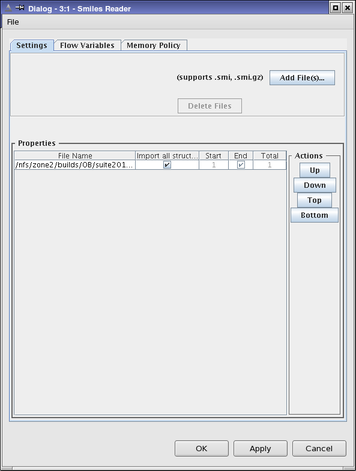 Dialog - 3:1 - Smiles Reader
File
Settings Flow Variables Memory Policy
(supports .smi, .smi.gz) Add File(s)...
Delete Files
Properties
File Name Import all struct... Start End Total
/nfs/zone2/builds/OB/suite201... 1 1
Actions
Up
Down
Top
Bottom
OK Apply Cancel